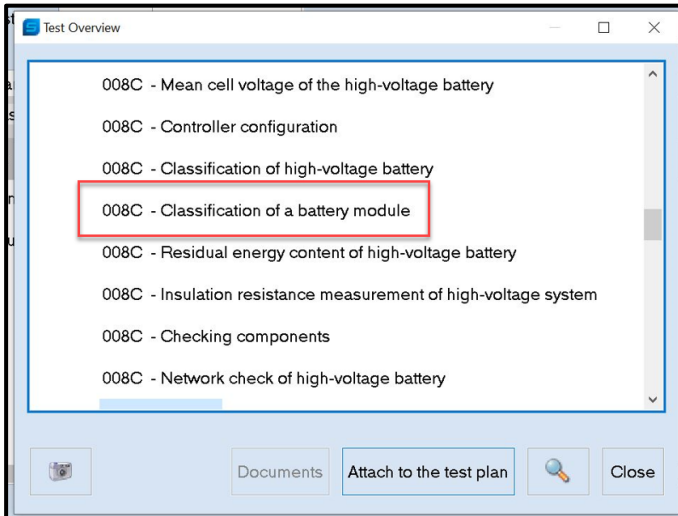 Test Overview
008C - Mean cell voltage of the high-voltage battery
008C - Controller configuration
008C - Classification of high-voltage battery
008C - Classification of a battery module
008C - Residual energy content of high-voltage battery
008C - Insulation resistance measurement of high-voltage system
008C - Checking components
008C - Network check of high-voltage battery
Documents
Attach to the test plan
Close